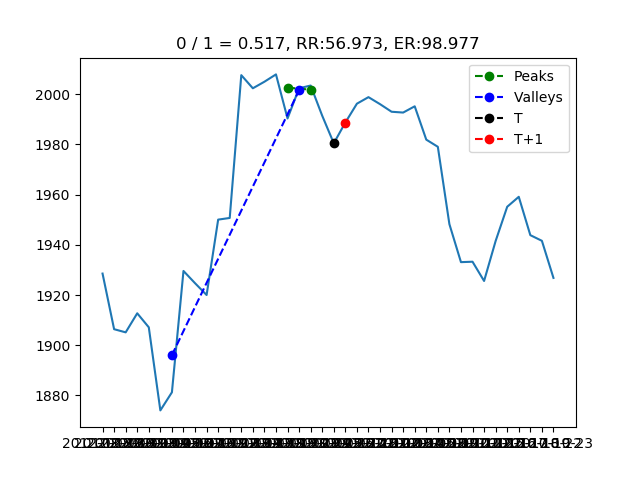 0 / 1 = 0.517, RR:56.973, ER:98.977
Peaks
Valleys
T
T+1
2000
1980
1960
1940
1920
1900
1880